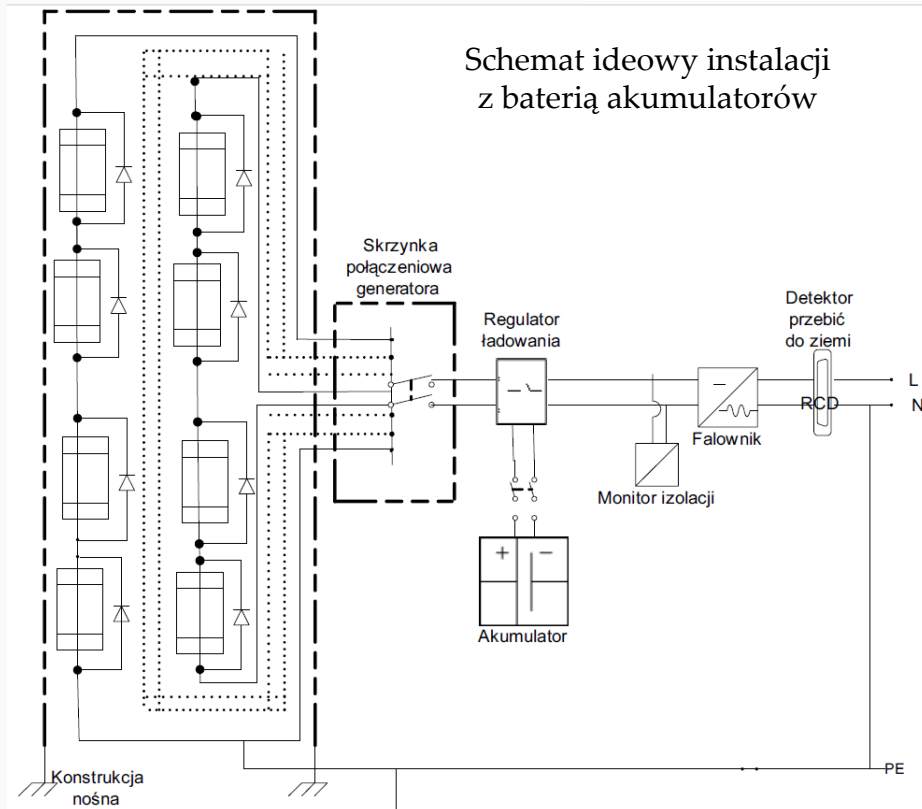 Schemat ideowy instalacji
z baterią akumulatorów
Skrzynka
połączeniowa
generatora
Regulator
ładowania
Detektor
przebić
do ziemi
L
N
RCD
Falownik
Monitor izolacji
+ −
Akumulator
PE
Konstrukcja
nośna